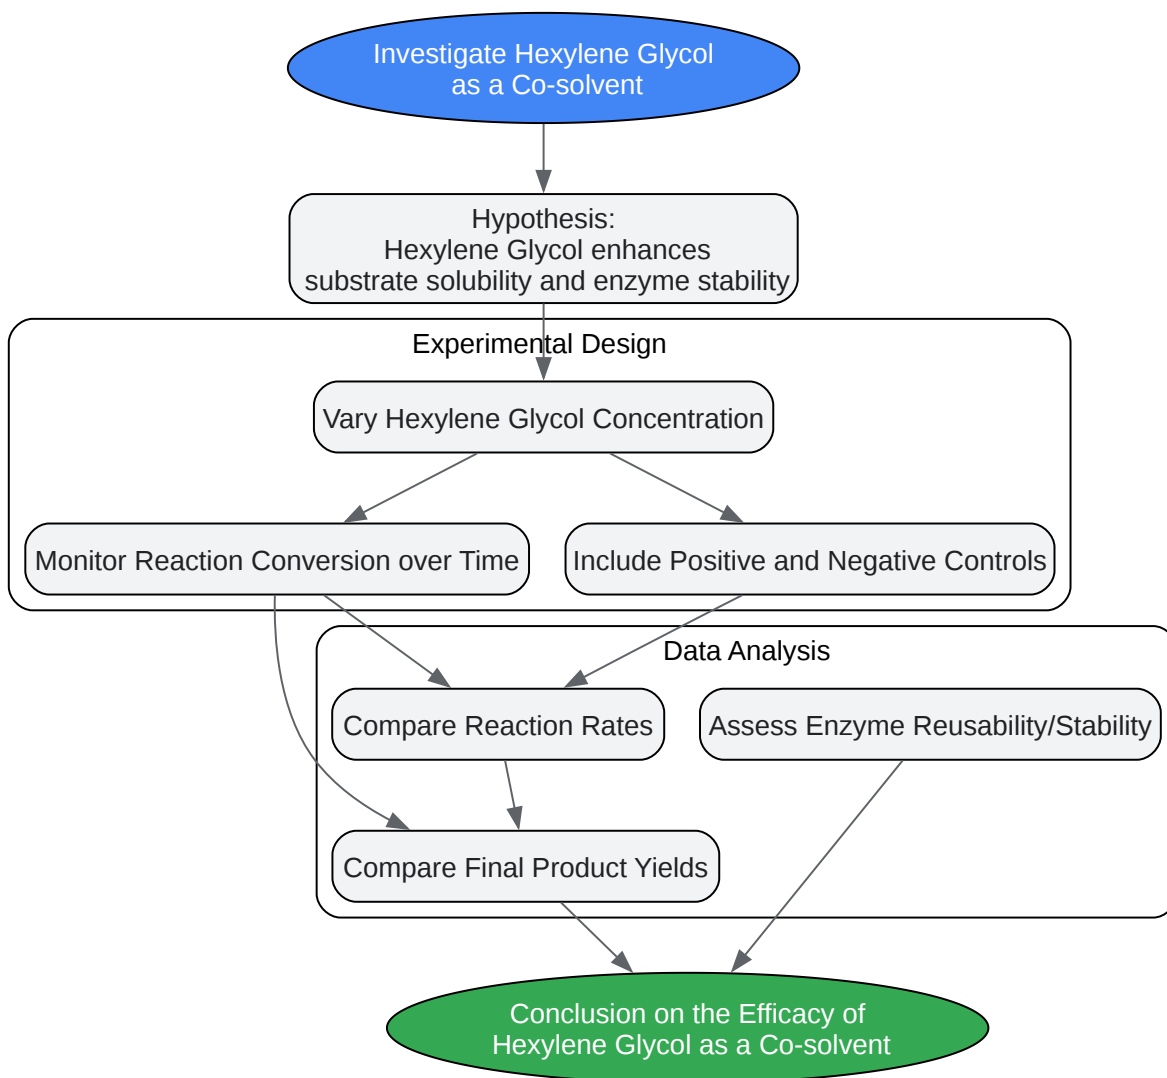 Investigate Hexylene Glycol
as a Co-solvent
Hypothesis:
Hexylene Glycol enhances
substrate solubility and enzyme stability
Experimental Design
Vary Hexylene Glycol Concentration
Monitor Reaction Conversion over Time
Include Positive and Negative Controls
Data Analysis
Compare Reaction Rates
Assess Enzyme Reusability/Stability
Compare Final Product Yields
Conclusion on the Efficacy of
Hexylene Glycol as a Co-solvent